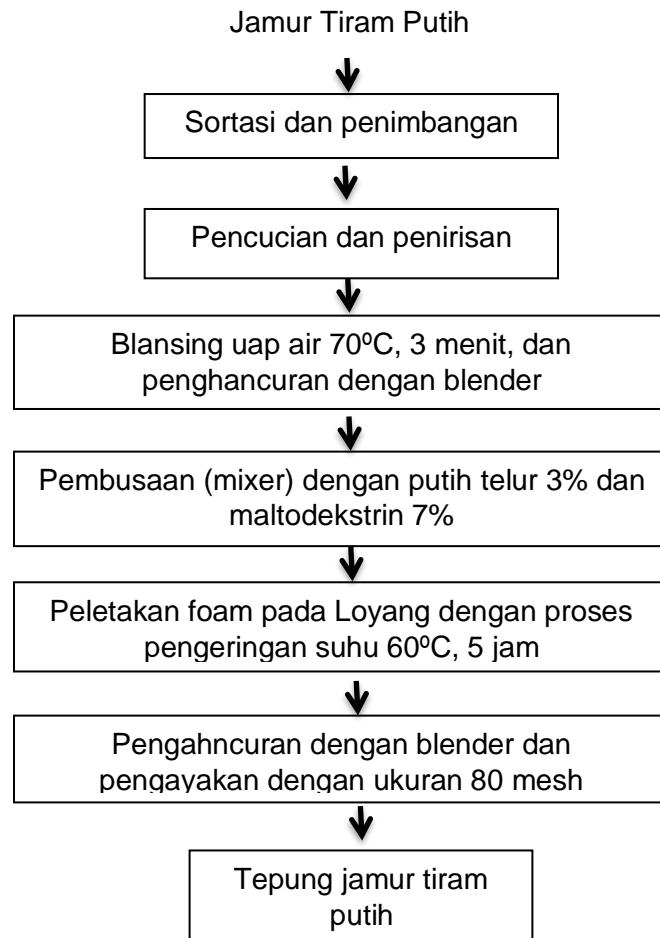 Jamur Tiram Putih
Sortasi dan penimbangan
Pencucian dan penirisan
Blansing uap air 70ºC, 3 menit, dan
penghancuran dengan blender
Pembusaan (mixer) dengan putih telur 3% dan
maltodekstrin 7%
Peletakan foam pada Loyang dengan proses
pengeringan suhu 60ºC, 5 jam
Pengahncuran dengan blender dan
pengayakan dengan ukuran 80 mesh
Tepung jamur tiram
putih